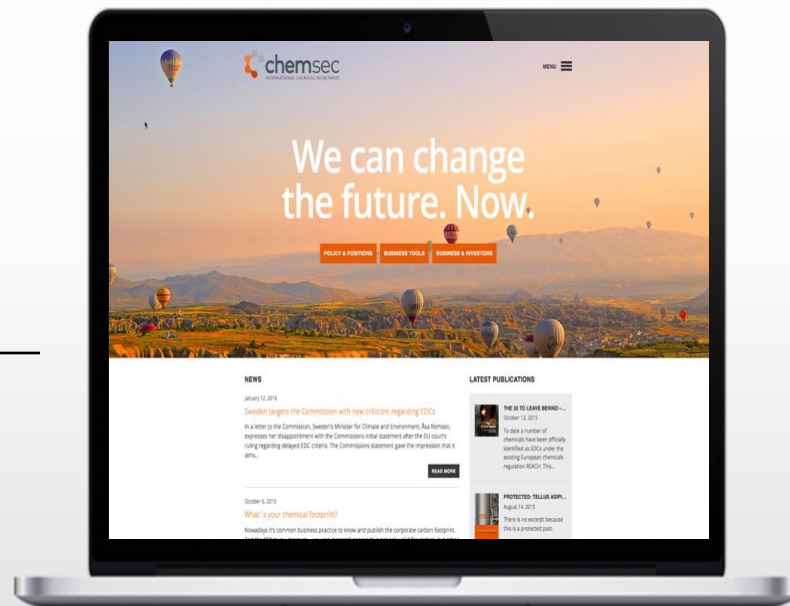 chemsec
INTERNATIONAL CHEMICAL SECRETARIAT
MENU
We can change
the future. Now.
POLICY & POSITIONS
BUSINESS TOOLS
BUSINESS & INVESTORS
NEWS
January 12, 2016
Sweden targets the Commission with new criticism regarding EDCs
In a letter to the Commission, Sweden's Minister for Climate and Environment, Åsa Romson,
expresses her disappointment with the Commissions initial statement after the EU court's
ruling regarding delayed EDC criteria. The Commissions statement gave the impression that it
aims...
READ MORE
October 6, 2015
What´s your chemical footprint?
Nowadays it's common business practice to know and publish the corporate carbon footprint.
LATEST PUBLICATIONS
THE 32 TO LEAVE BEHIND –...
October 13, 2015
To date a number of
chemicals have been officially
identified as EDCs under the
existing European chemicals
regulation REACH. This...
PROTECTED: TELLUS ADIPI...
August 14, 2015
There is no excerpt because
this is a protected post.